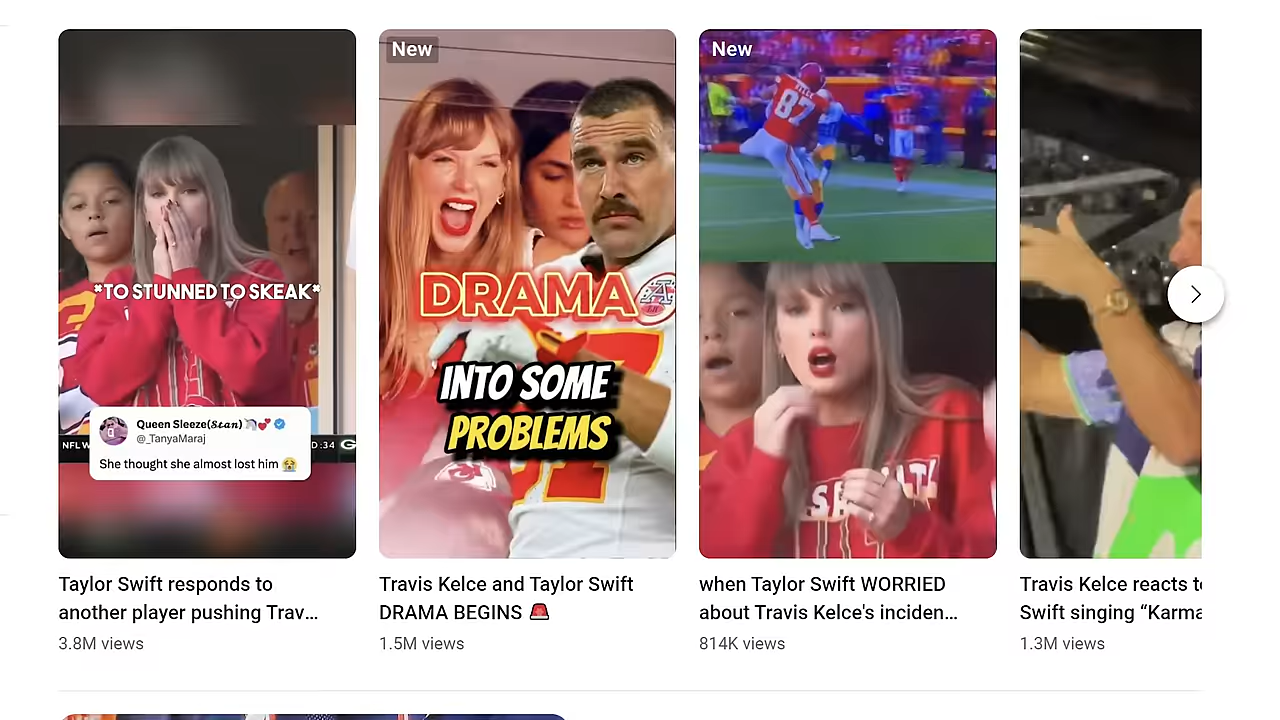 New
New
87
*TO STUNNED TO SKEAK*
Queen Sleeze(Stan)🦄💕
@_TanyaMaraj
She thought she almost lost him 😭
NFL
:34 G
DRAMA
INTO SOME
PROBLEMS
Taylor Swift responds to
another player pushing Trav...
3.8M views
Travis Kelce and Taylor Swift
DRAMA BEGINS 🚨
1.5M views
when Taylor Swift WORRIED
about Travis Kelce's inciden...
814K views
Travis Kelce reacts
Swift singing “Karma
1.3M views